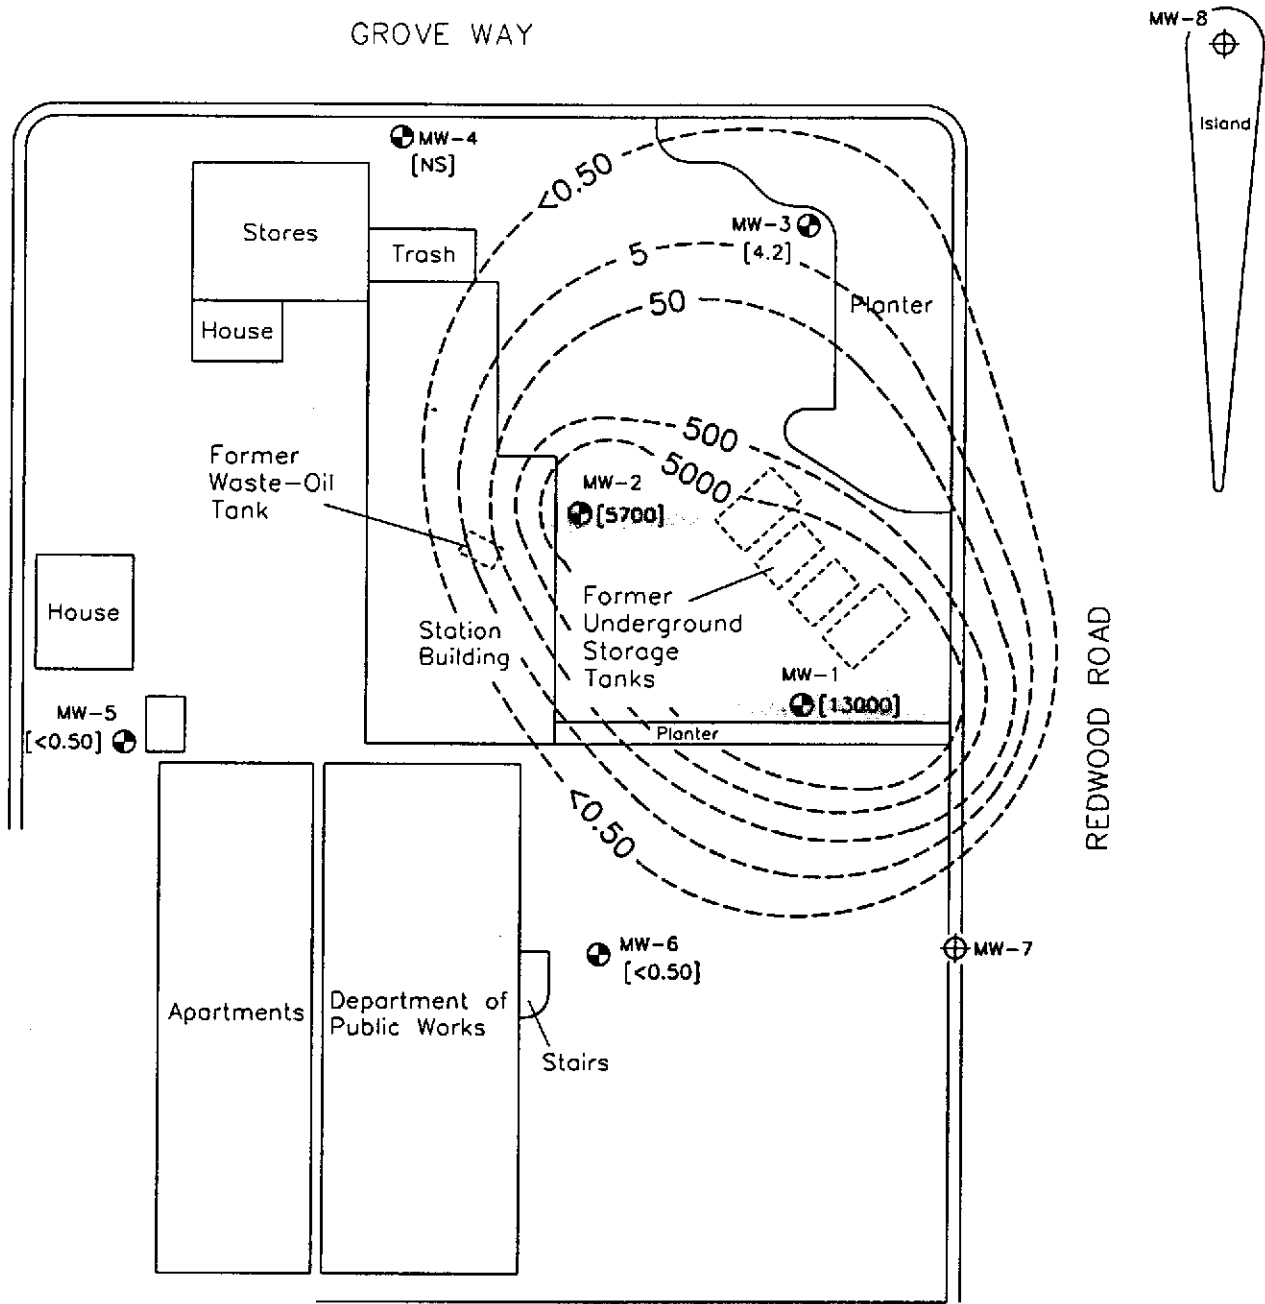 MW-8
GROVE WAY
Island
MW-4
[NS]
<0.50
MW-3
[4.2]
Stores
Trash
5
50
Planter
House
500
5000
Former
Waste-Oil
Tank
MW-2
[5700]
Former
Underground
Storage
Tanks
House
Station
Building
MW-1
[13000]
REDWOOD ROAD
MW-5
[<0.50]
Planter
<0.50
MW-6
[<0.50]
MW-7
Apartments
Department of
Public Works
Stairs